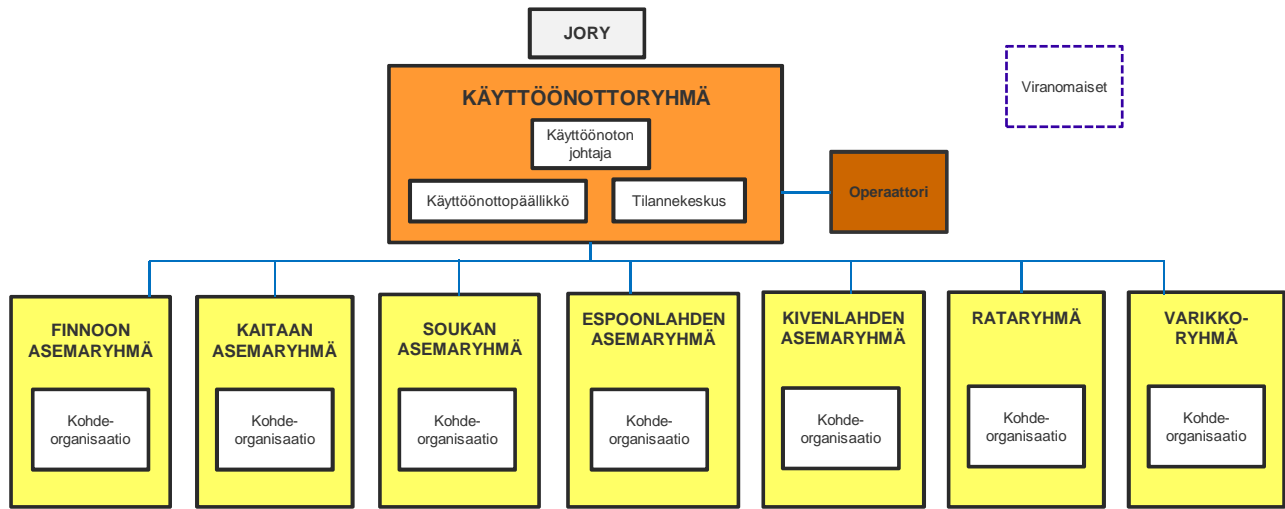 JORY
Viranomaiset
KÄYTTÖÖNOTTORYHMÄ
Käyttöönoton
johtaja
Käyttöönottopäällikkö
Tilannekeskus
Operaattori
FINNOON
ASEMARYHMÄ
Kohde-
organisaatio
KAITAAN
ASEMARYHMÄ
Kohde-
organisaatio
SOUKAN
ASEMARYHMÄ
Kohde-
organisaatio
ESPOONLAHDEN
ASEMARYHMÄ
Kohde-
organisaatio
KIVENLAHDEN
ASEMARYHMÄ
Kohde-
organisaatio
RATARYHMÄ
Kohde-
organisaatio
VARIKKO-
RYHMÄ
Kohde-
organisaatio